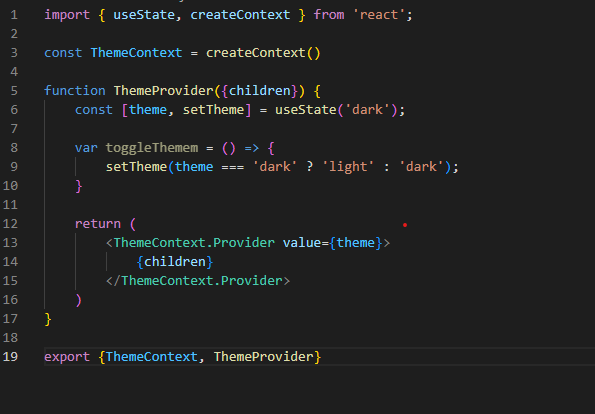 1 import { useState, createContext } from 'react';
2
3 const ThemeContext = createContext()
4
5 function ThemeProvider({children}) {
6     const [theme, setTheme] = useState('dark');
7
8     var toggleThemem = () => {
9         setTheme(theme === 'dark' ? 'light' : 'dark');
10     }
11
12     return (
13         <ThemeContext.Provider value={theme}>
14             {children}
15         </ThemeContext.Provider>
16     )
17 }
18
19 export {ThemeContext, ThemeProvider}